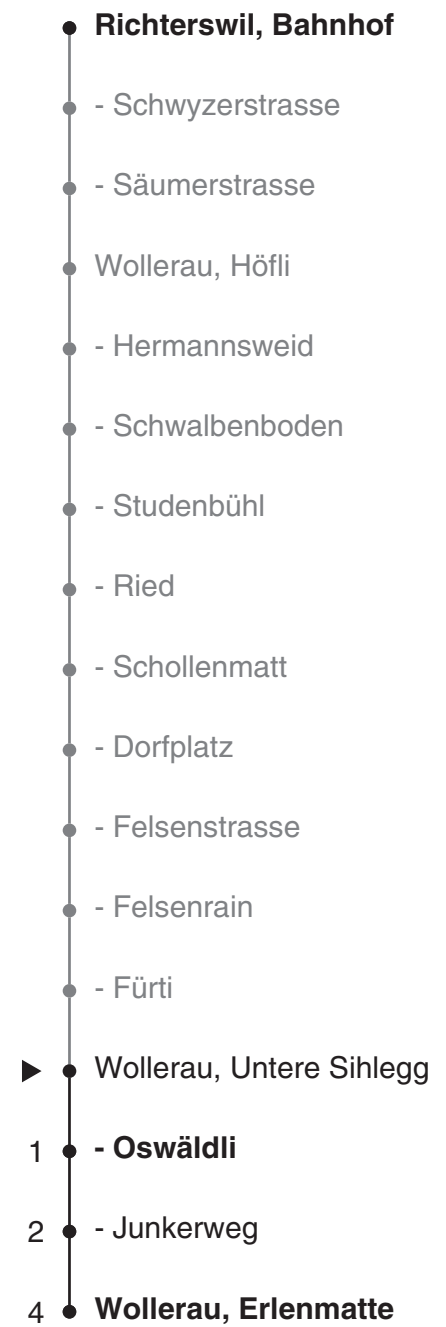 Richterswil, Bahnhof
- Schwyzerstrasse
- Säumerstrasse
Wollerau, Höfli
- Hermannsweid
- Schwalbenboden
- Studenbühl
- Ried
- Schollenmatt
- Dorfplatz
- Felsenstrasse
- Felsenrain
- Fürti
Wollerau, Untere Sihlegg
1 - Oswäldli
2 - Junkerweg
4 Wollerau, Erlenmatte